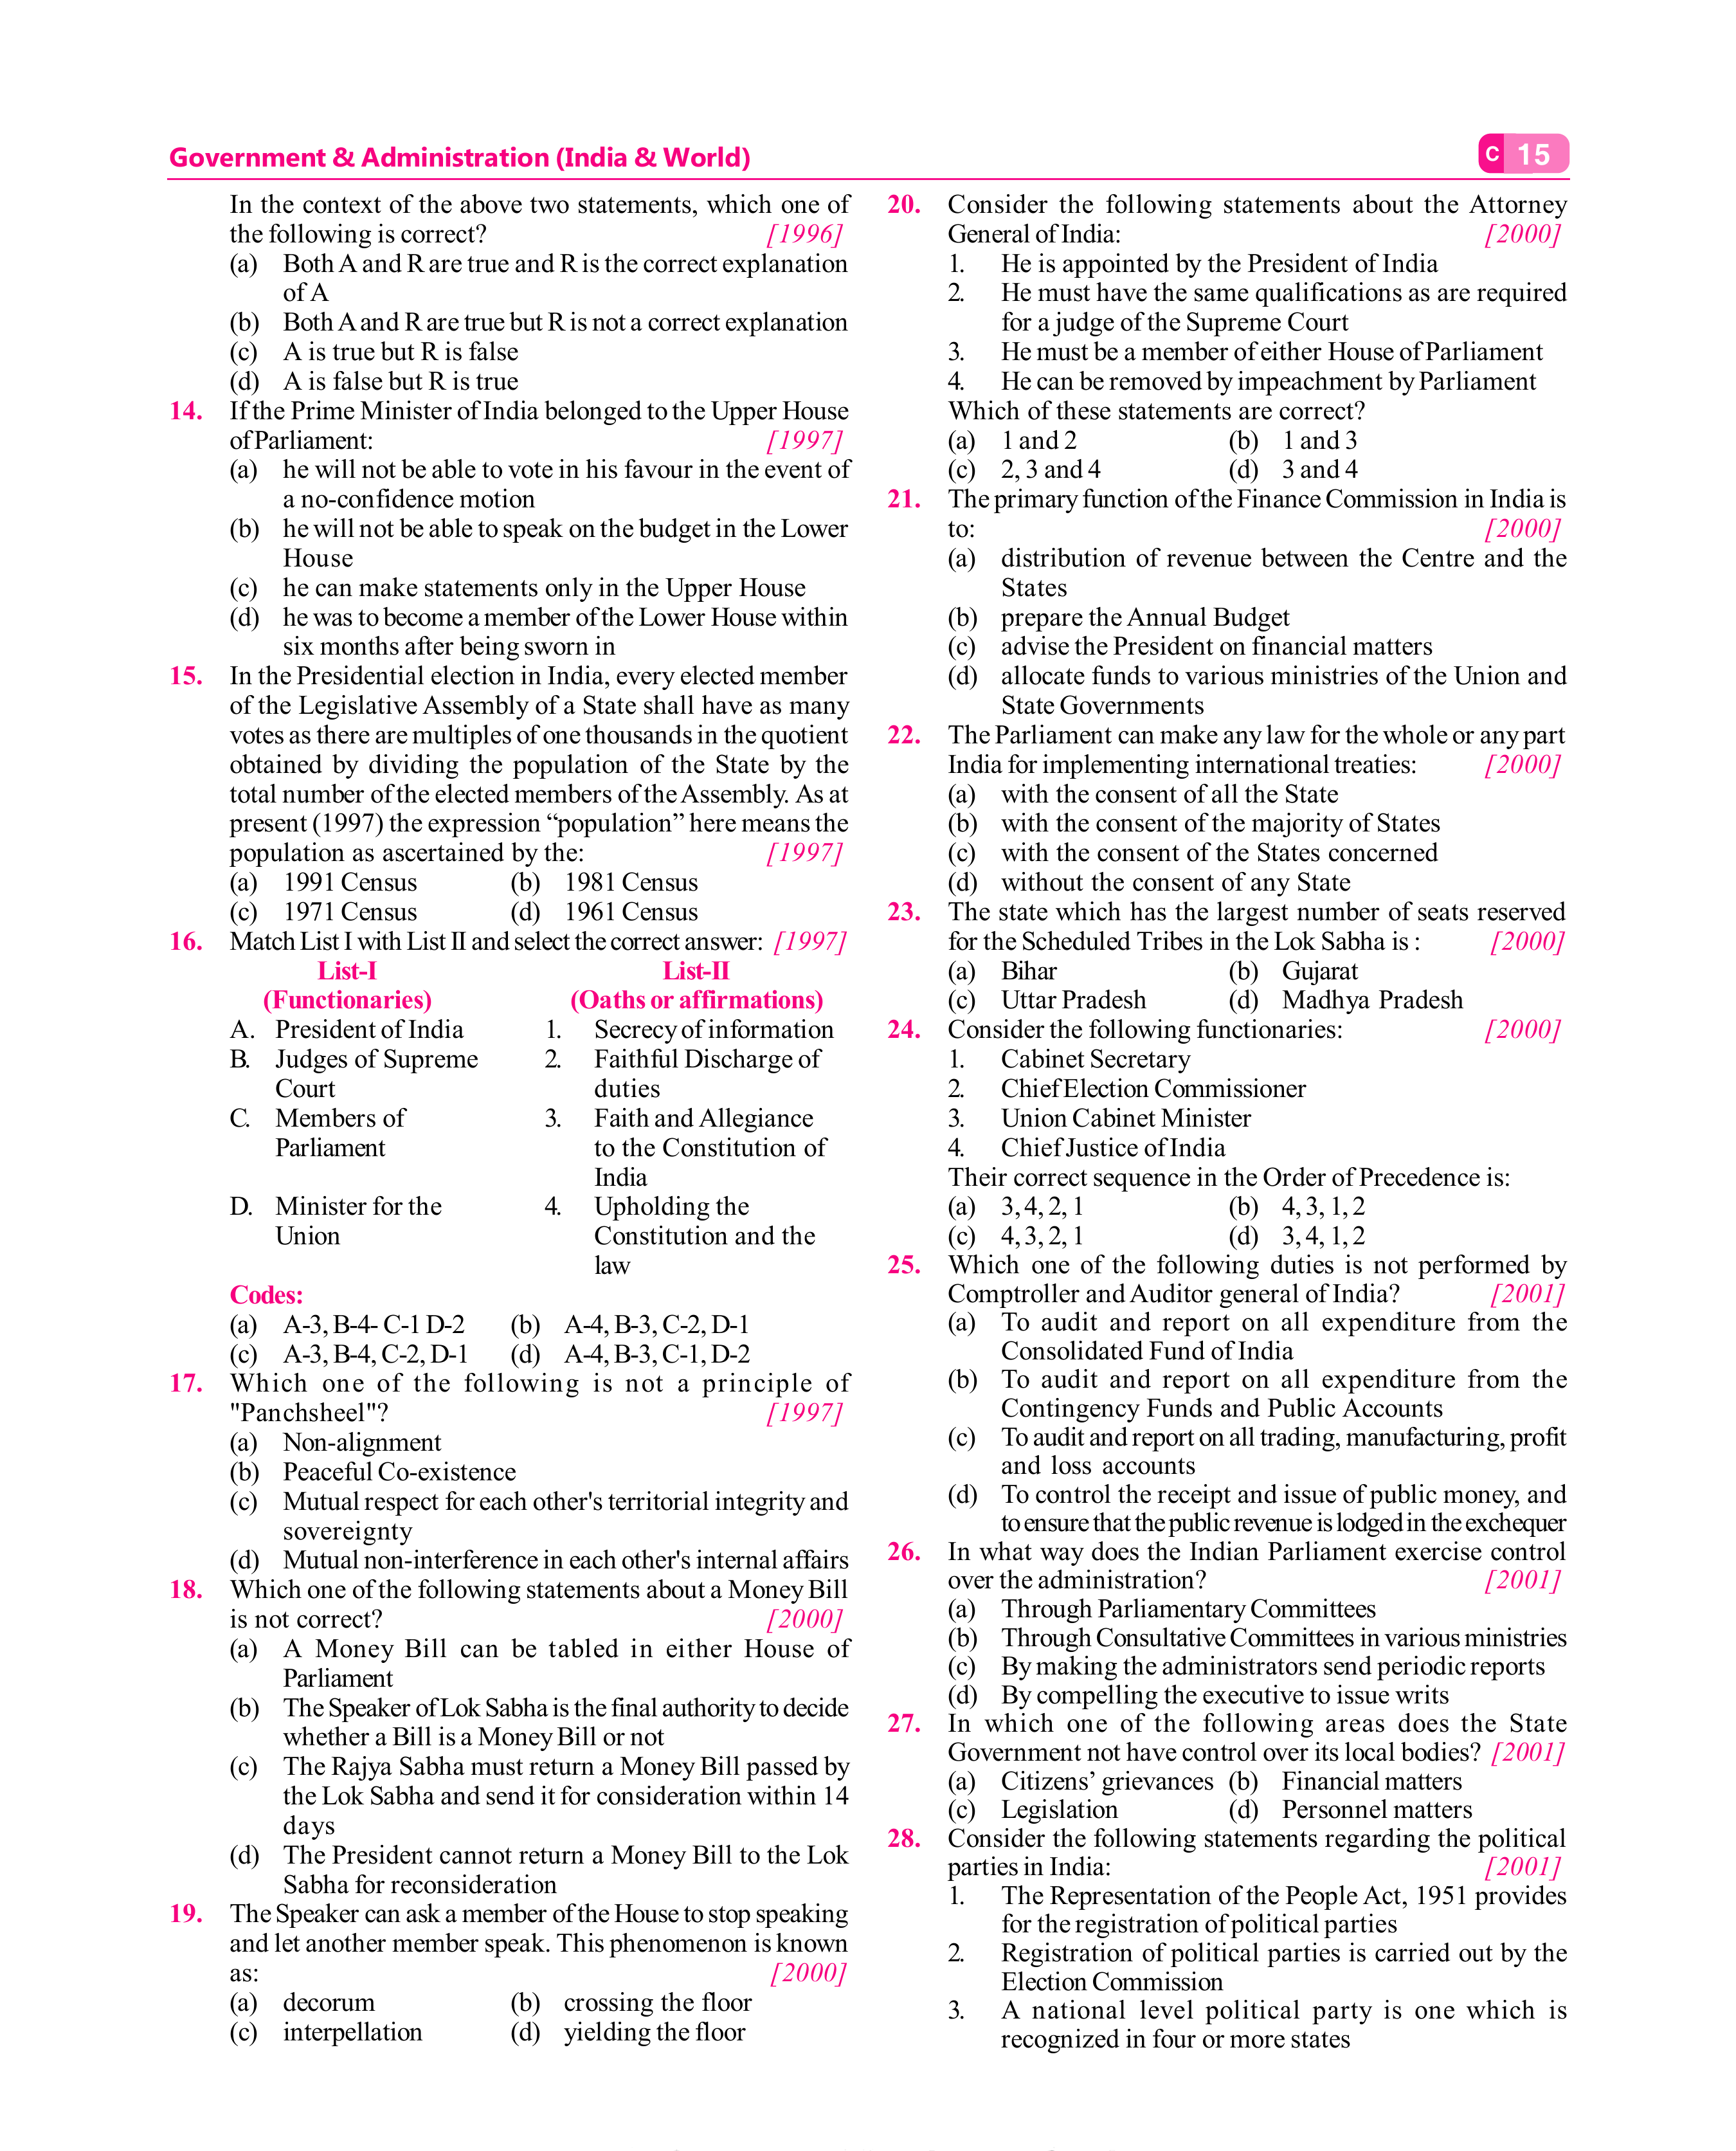 Government & Administration (India & World)
C 15
In the context of the above two statements, which one of
the following is correct? [1996]
(a) Both A and R are true and R is the correct explanation
of A
(b) Both A and R are true but R is not a correct explanation
(c) A is true but R is false
(d) A is false but R is true
14. If the Prime Minister of India belonged to the Upper House
of Parliament: [1997]
(a) he will not be able to vote in his favour in the event of
a no-confidence motion
(b) he will not be able to speak on the budget in the Lower
House
(c) he can make statements only in the Upper House
(d) he was to become a member of the Lower House within
six months after being sworn in
15. In the Presidential election in India, every elected member
of the Legislative Assembly of a State shall have as many
votes as there are multiples of one thousands in the quotient
obtained by dividing the population of the State by the
total number of the elected members of the Assembly. As at
present (1997) the expression “population” here means the
population as ascertained by the: [1997]
(a) 1991 Census (b) 1981 Census
(c) 1971 Census (d) 1961 Census
16. Match List I with List II and select the correct answer: [1997]
List-I List-II
(Functionaries) (Oaths or affirmations)
A. President of India 1. Secrecy of information
B. Judges of Supreme 2. Faithful Discharge of
Court duties
C. Members of 3. Faith and Allegiance
Parliament to the Constitution of
India
D. Minister for the 4. Upholding the
Union Constitution and the
law
Codes:
(a) A-3, B-4- C-1 D-2 (b) A-4, B-3, C-2, D-1
(c) A-3, B-4, C-2, D-1 (d) A-4, B-3, C-1, D-2
17. Which one of the following is not a principle of
"Panchsheel"? [1997]
(a) Non-alignment
(b) Peaceful Co-existence
(c) Mutual respect for each other's territorial integrity and
sovereignty
(d) Mutual non-interference in each other's internal affairs
18. Which one of the following statements about a Money Bill
is not correct? [2000]
(a) A Money Bill can be tabled in either House of
Parliament
(b) The Speaker of Lok Sabha is the final authority to decide
whether a Bill is a Money Bill or not
(c) The Rajya Sabha must return a Money Bill passed by
the Lok Sabha and send it for consideration within 14
days
(d) The President cannot return a Money Bill to the Lok
Sabha for reconsideration
19. The Speaker can ask a member of the House to stop speaking
and let another member speak. This phenomenon is known
as: [2000]
(a) decorum (b) crossing the floor
(c) interpellation (d) yielding the floor
20. Consider the following statements about the Attorney
General of India: [2000]
1. He is appointed by the President of India
2. He must have the same qualifications as are required
for a judge of the Supreme Court
3. He must be a member of either House of Parliament
4. He can be removed by impeachment by Parliament
Which of these statements are correct?
(a) 1 and 2 (b) 1 and 3
(c) 2, 3 and 4 (d) 3 and 4
21. The primary function of the Finance Commission in India is
to: [2000]
(a) distribution of revenue between the Centre and the
States
(b) prepare the Annual Budget
(c) advise the President on financial matters
(d) allocate funds to various ministries of the Union and
State Governments
22. The Parliament can make any law for the whole or any part
India for implementing international treaties: [2000]
(a) with the consent of all the State
(b) with the consent of the majority of States
(c) with the consent of the States concerned
(d) without the consent of any State
23. The state which has the largest number of seats reserved
for the Scheduled Tribes in the Lok Sabha is : [2000]
(a) Bihar (b) Gujarat
(c) Uttar Pradesh (d) Madhya Pradesh
24. Consider the following functionaries: [2000]
1. Cabinet Secretary
2. Chief Election Commissioner
3. Union Cabinet Minister
4. Chief Justice of India
Their correct sequence in the Order of Precedence is:
(a) 3, 4, 2, 1 (b) 4, 3, 1, 2
(c) 4, 3, 2, 1 (d) 3, 4, 1, 2
25. Which one of the following duties is not performed by
Comptroller and Auditor general of India? [2001]
(a) To audit and report on all expenditure from the
Consolidated Fund of India
(b) To audit and report on all expenditure from the
Contingency Funds and Public Accounts
(c) To audit and report on all trading, manufacturing, profit
and loss accounts
(d) To control the receipt and issue of public money, and
to ensure that the public revenue is lodged in the exchequer
26. In what way does the Indian Parliament exercise control
over the administration? [2001]
(a) Through Parliamentary Committees
(b) Through Consultative Committees in various ministries
(c) By making the administrators send periodic reports
(d) By compelling the executive to issue writs
27. In which one of the following areas does the State
Government not have control over its local bodies? [2001]
(a) Citizens’ grievances (b) Financial matters
(c) Legislation (d) Personnel matters
28. Consider the following statements regarding the political
parties in India: [2001]
1. The Representation of the People Act, 1951 provides
for the registration of political parties
2. Registration of political parties is carried out by the
Election Commission
3. A national level political party is one which is
recognized in four or more states